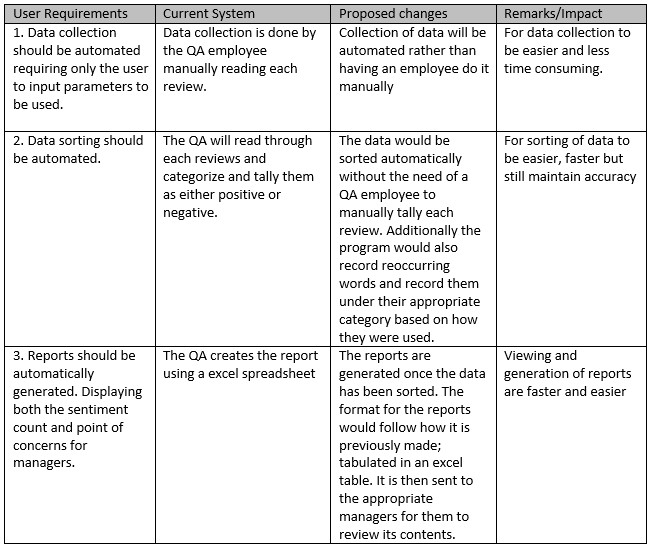 User Requirements
Current System
Proposed changes
Remarks/Impact
1. Data collection
should be automated
requiring only the user
to input parameters to
be used.
Data collection is done by
the QA employee
manually reading each
review.
Collection of data will be
automated rather than
having an employee do it
manually
For data collection to
be easier and less
time consuming.
2. Data sorting should
be automated.
The QA will read through
each reviews and
categorize and tally them
as either positive or
negative.
The data would be
sorted automatically
without the need of a
QA employee to
manually tally each
review. Additionally the
program would also
record reoccurring
words and record them
under their appropriate
category based on how
they were used.
For sorting of data to
be easier, faster but
still maintain accuracy
3. Reports should be
automatically
generated. Displaying
both the sentiment
count and point of
concerns for
managers.
The QA creates the report
using a excel spreadsheet
The reports are
generated once the data
has been sorted. The
format for the reports
would follow how it is
previously made;
tabulated in an excel
table. It is then sent to
the appropriate
managers for them to
review its contents.
Viewing and
generation of reports
are faster and easier